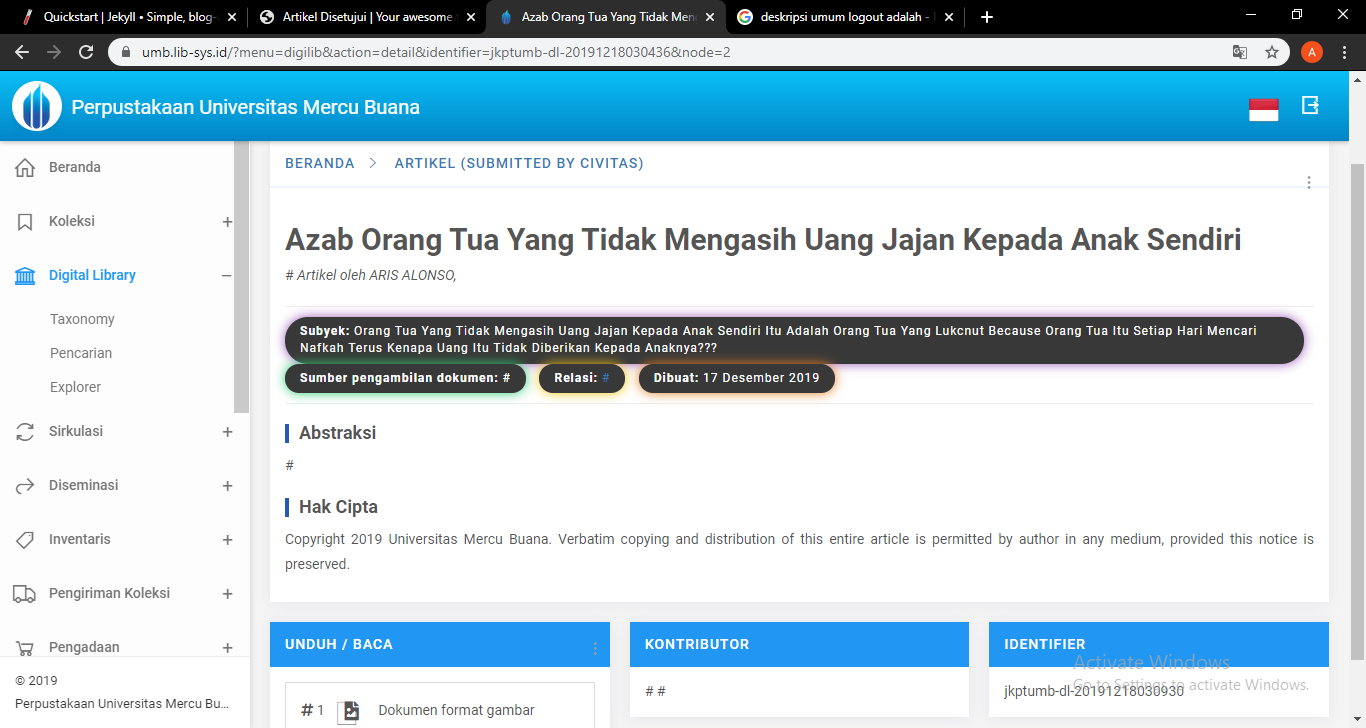 Quickstart | Jekyll • Simple, blog-
Artikel Disetujui | Your awesome
Azab Orang Tua Yang Tidak Men
deskripsi umum logout adalah -
umb.lib-sys.id/?menu=digilib&action=detail&identifier=jkptumb-dl-20191218030436&node=2
A
Perpustakaan Universitas Mercu Buana
Beranda
Koleksi +
Digital Library −
Taxonomy
Pencarian
Explorer
Sirkulasi +
Diseminasi +
Inventaris +
Pengiriman Koleksi +
Pengadaan +
© 2019
Perpustakaan Universitas Mercu Bu...
BERANDA > ARTIKEL (SUBMITTED BY CIVITAS)
Azab Orang Tua Yang Tidak Mengasih Uang Jajan Kepada Anak Sendiri
# Artikel oleh ARIS ALONSO,
Subyek: Orang Tua Yang Tidak Mengasih Uang Jajan Kepada Anak Sendiri Itu Adalah Orang Tua Yang Lukcnut Because Orang Tua Itu Setiap Hari Mencari
Nafkah Terus Kenapa Uang Itu Tidak Diberikan Kepada Anaknya???
Sumber pengambilan dokumen: # Relasi: # Dibuat: 17 Desember 2019
Abstraksi
#
Hak Cipta
Copyright 2019 Universitas Mercu Buana. Verbatim copying and distribution of this entire article is permitted by author in any medium, provided this notice is
preserved.
UNDUH / BACA
# 1 Dokumen format gambar
KONTRIBUTOR
# #
IDENTIFIER
jkptumb-dl-20191218030930
Activate Windows
Go to Settings to activate Windows.